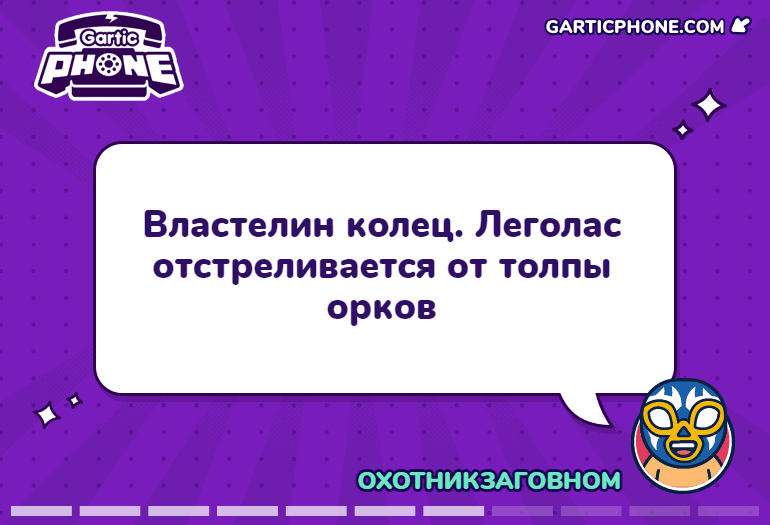 Gartic
PHONE
GARTICPHONE.COM
Властелин колец. Леголас
отстреливается от толпы
орков
ОХОТНИКЗАГОВНОМ